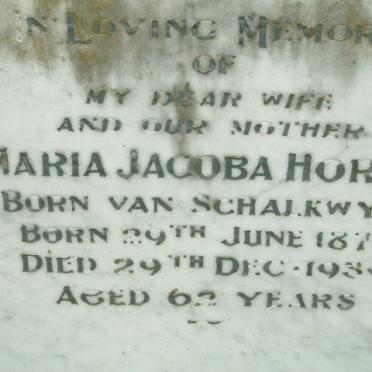 IN LOVING MEMOR
OF
MY DEAR WIFE
AND OUR MOTHER
MARIA JACOBA HOR
BORN VAN SCHALKWY
BORN 29TH JUNE 187
DIED 29TH DEC. 193
AGED 62 YEARS